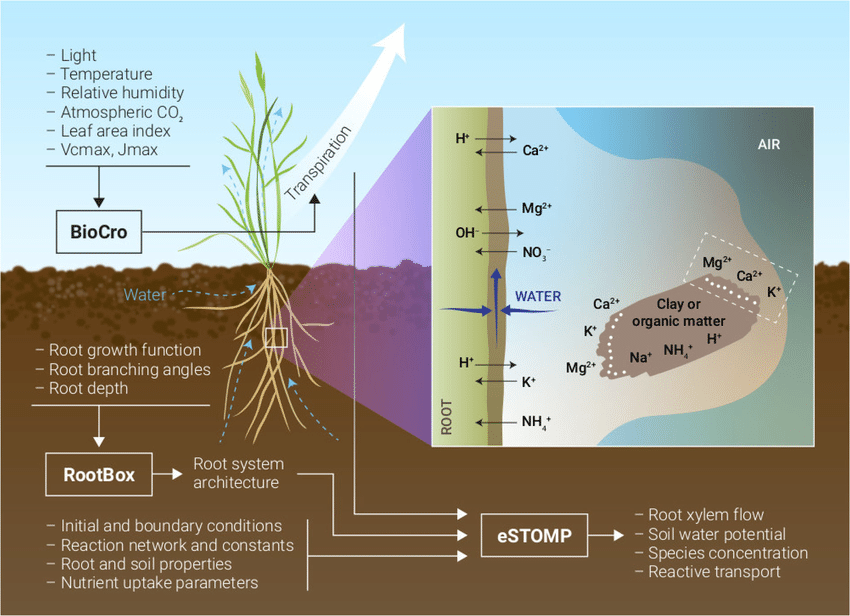 – Light
– Temperature
– Relative humidity
– Atmospheric CO₂
– Leaf area index
– Vcmax, Jmax
BioCro
Transpiration
Water
– Root growth function
– Root branching angles
– Root depth
RootBox
Root system
architecture
– Initial and boundary conditions
– Reaction network and constants
– Root and soil properties
– Nutrient uptake parameters
eSTOMP
– Root xylem flow
– Soil water potential
– Species concentration
– Reactive transport
ROOT
H⁺
Ca²⁺
Mg²⁺
OH⁻
NO₃⁻
WATER
H⁺
K⁺
NH₄⁺
AIR
Mg²⁺
Ca²⁺
K⁺
Ca²⁺
K⁺
Mg²⁺
Clay or
organic matter
Na⁺
NH₄⁺
H⁺